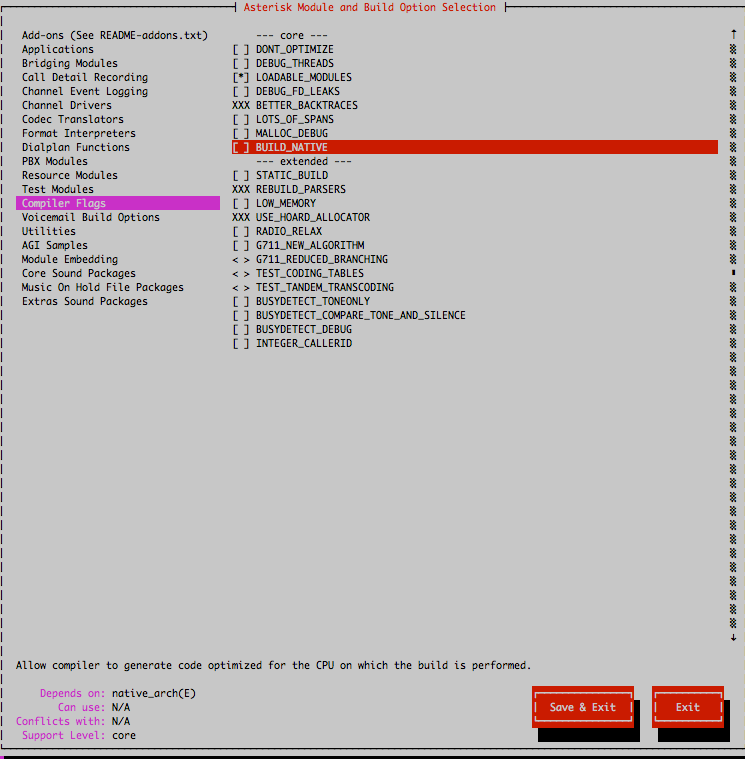 Asterisk Module and Build Option Selection
Add-ons (See README-addons.txt) --- core ---
Applications [ ] DONT_OPTIMIZE
Bridging Modules [ ] DEBUG_THREADS
Call Detail Recording [*] LOADABLE_MODULES
Channel Event Logging [ ] DEBUG_FD_LEAKS
Channel Drivers XXX BETTER_BACKTRACES
Codec Translators [ ] LOTS_OF_SPANS
Format Interpreters [ ] MALLOC_DEBUG
Dialplan Functions [ ] BUILD_NATIVE
PBX Modules --- extended ---
Resource Modules [ ] STATIC_BUILD
Test Modules XXX REBUILD_PARSERS
Compiler Flags [ ] LOW_MEMORY
Voicemail Build Options XXX USE_HOARD_ALLOCATOR
Utilities [ ] RADIO_RELAX
AGI Samples [ ] G711_NEW_ALGORITHM
Module Embedding < > G711_REDUCED_BRANCHING
Core Sound Packages < > TEST_CODING_TABLES
Music On Hold File Packages < > TEST_TANDEM_TRANSCODING
Extras Sound Packages [ ] BUSYDETECT_TONEONLY
[ ] BUSYDETECT_COMPARE_TONE_AND_SILENCE
[ ] BUSYDETECT_DEBUG
[ ] INTEGER_CALLERID
Allow compiler to generate code optimized for the CPU on which the build is performed.
Depends on: native_arch(E)
Can use: N/A
Conflicts with: N/A
Support Level: core
Save & Exit
Exit